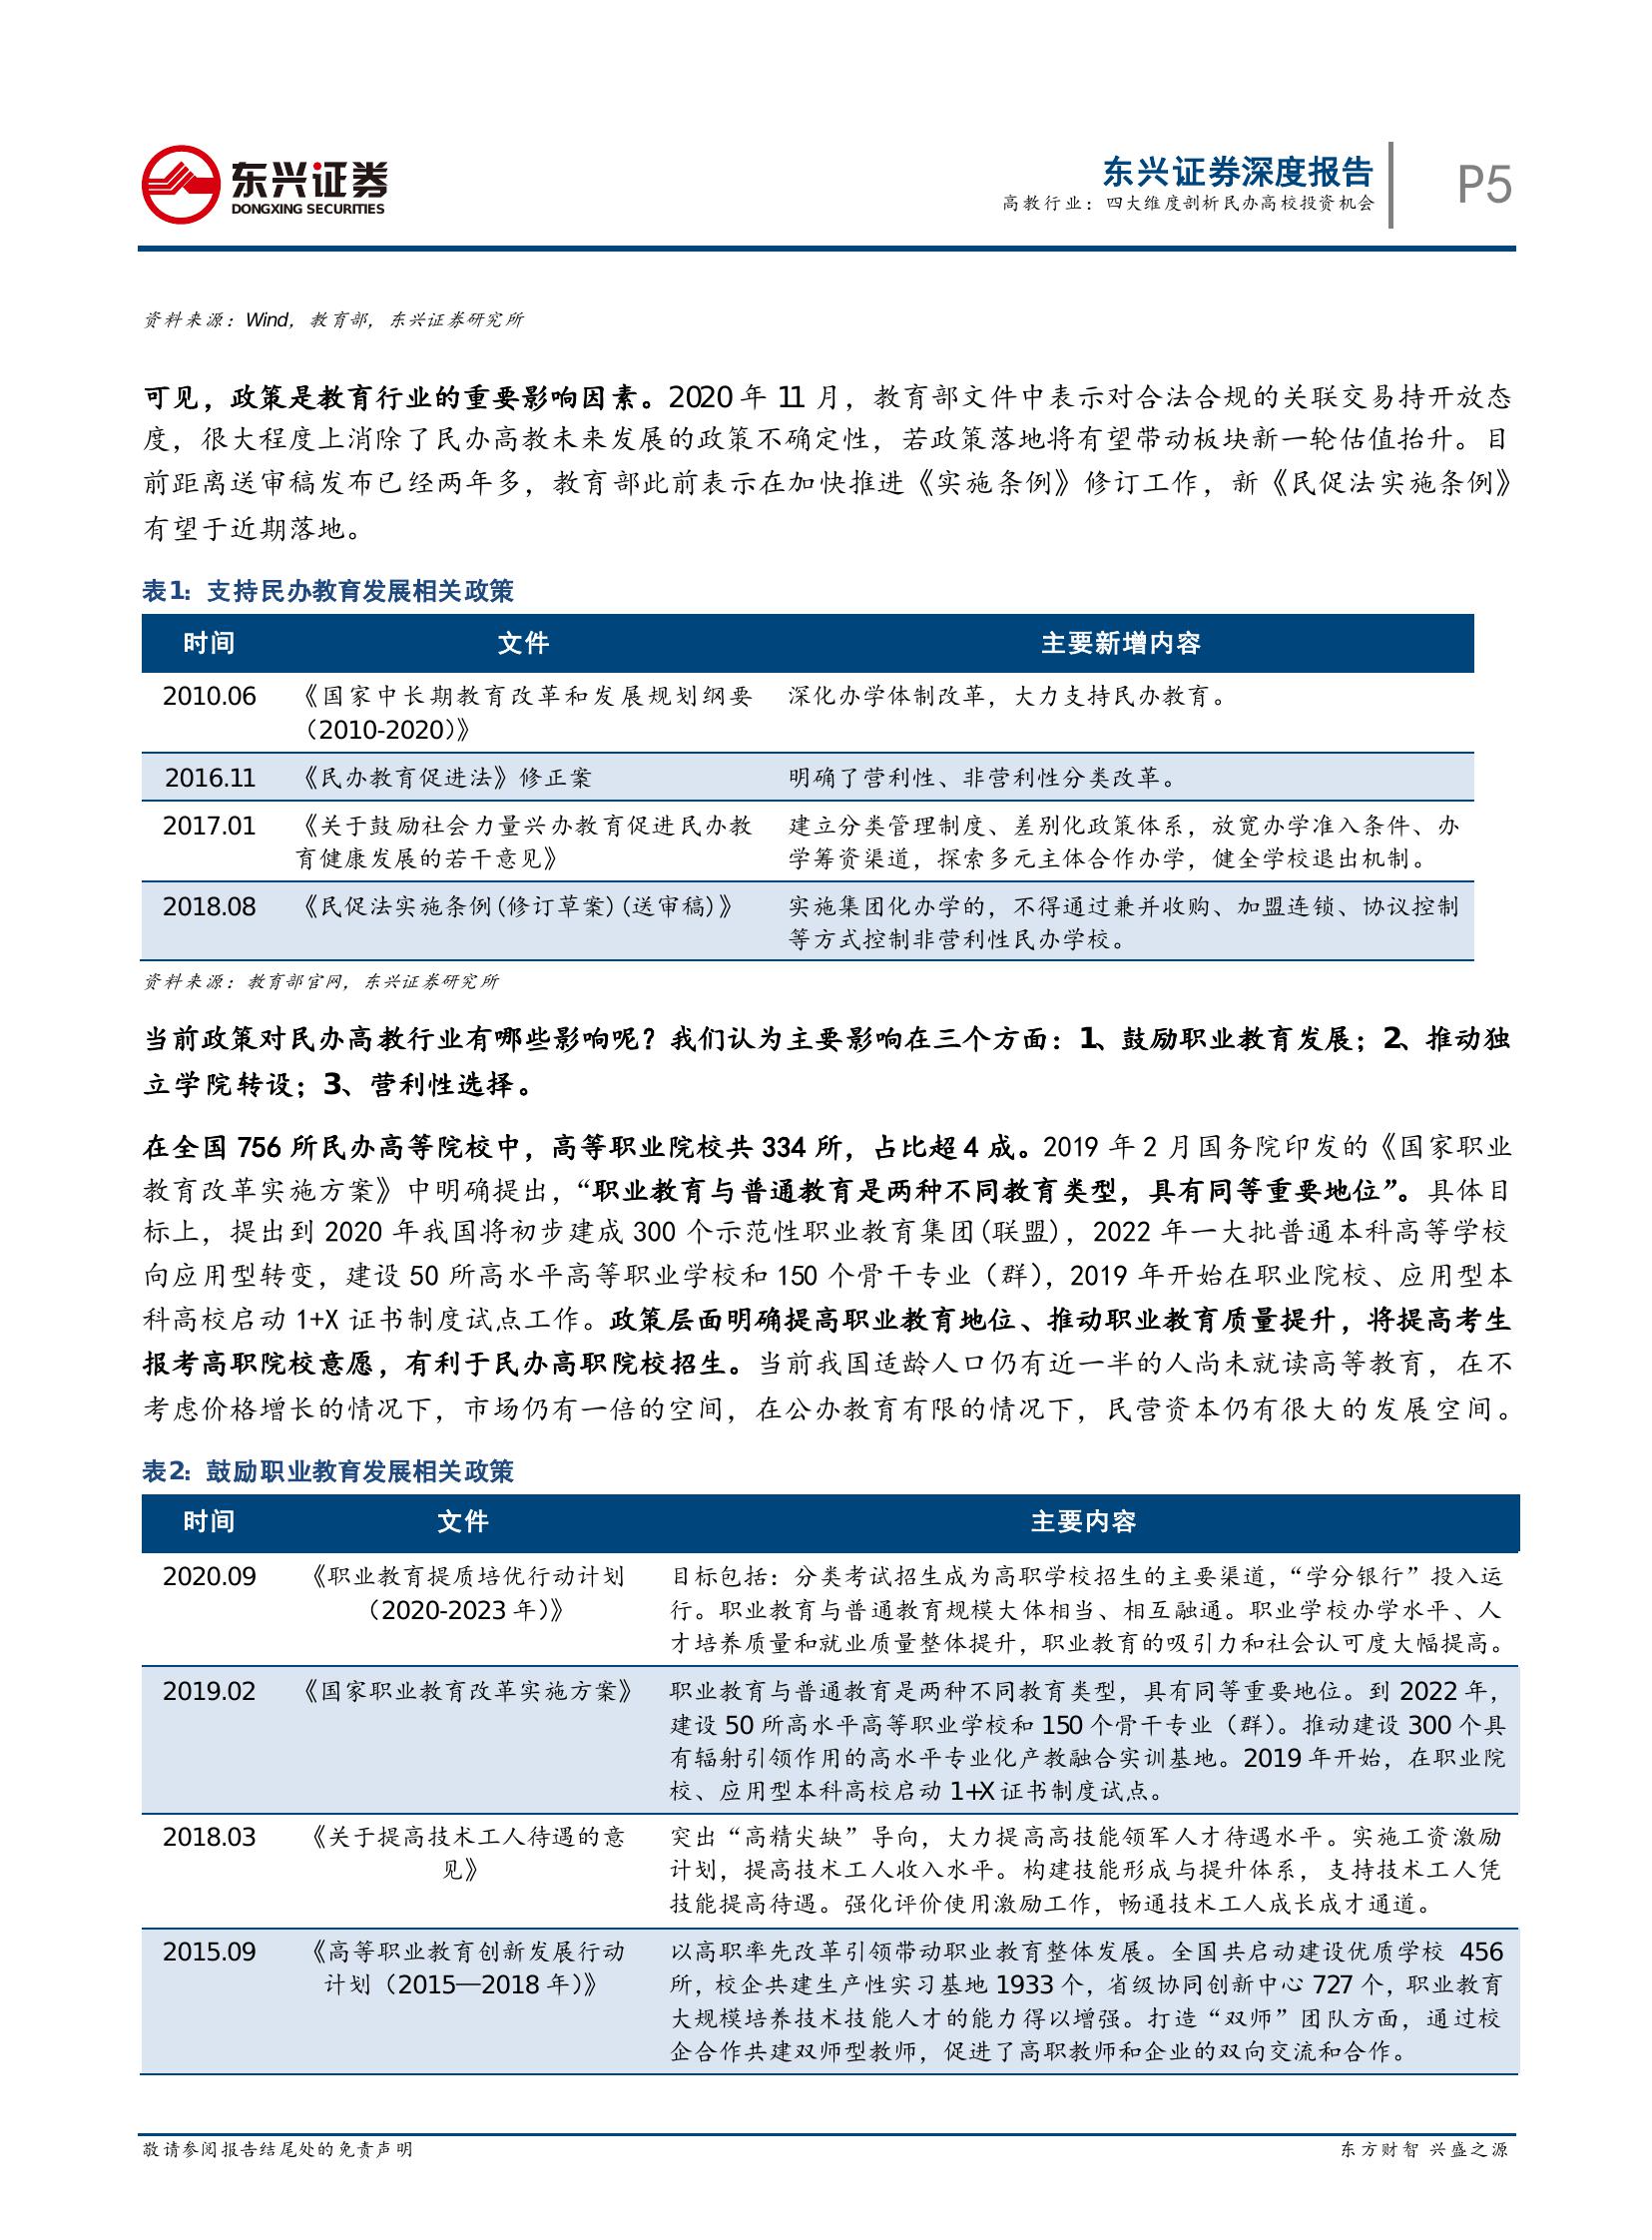 东兴证券
DONGXING SECURITIES
东兴证券深度报告
高教行业：四大维度剖析民办高校投资机会
P5
资料来源：Wind，教育部，东兴证券研究所
可见，政策是教育行业的重要影响因素。2020 年 11 月，教育部文件中表示对合法合规的关联交易持开放态
度，很大程度上消除了民办高教未来发展的政策不确定性，若政策落地将有望带动板块新一轮估值抬升。目
前距离送审稿发布已经两年多，教育部此前表示在加快推进《实施条例》修订工作，新《民促法实施条例》
有望于近期落地。
表1：支持民办教育发展相关政策
时间 文件 主要新增内容
2010.06 《国家中长期教育改革和发展规划纲要 深化办学体制改革，大力支持民办教育。
（2010-2020）》
2016.11 《民办教育促进法》修正案 明确了营利性、非营利性分类改革。
2017.01 《关于鼓励社会力量兴办教育促进民办教 建立分类管理制度、差别化政策体系，放宽办学准入条件、办
育健康发展的若干意见》 学筹资渠道，探索多元主体合作办学，健全学校退出机制。
2018.08 《民促法实施条例(修订草案)(送审稿)》 实施集团化办学的，不得通过兼并收购、加盟连锁、协议控制
等方式控制非营利性民办学校。
资料来源：教育部官网，东兴证券研究所
当前政策对民办高教行业有哪些影响呢？我们认为主要影响在三个方面：1、鼓励职业教育发展；2、推动独
立学院转设；3、营利性选择。
在全国 756 所民办高等院校中，高等职业院校共 334 所，占比超 4 成。2019 年 2 月国务院印发的《国家职业
教育改革实施方案》中明确提出，“职业教育与普通教育是两种不同教育类型，具有同等重要地位”。具体目
标上，提出到 2020 年我国将初步建成 300 个示范性职业教育集团(联盟)，2022 年一大批普通本科高等学校
向应用型转变，建设 50 所高水平高等职业学校和 150 个骨干专业（群），2019 年开始在职业院校、应用型本
科高校启动 1+X 证书制度试点工作。政策层面明确提高职业教育地位、推动职业教育质量提升，将提高考生
报考高职院校意愿，有利于民办高职院校招生。当前我国适龄人口仍有近一半的人尚未就读高等教育，在不
考虑价格增长的情况下，市场仍有一倍的空间，在公办教育有限的情况下，民营资本仍有很大的发展空间。
表2：鼓励职业教育发展相关政策
时间 文件 主要内容
2020.09 《职业教育提质培优行动计划 目标包括：分类考试招生成为高职学校招生的主要渠道，“学分银行”投入运
（2020-2023 年）》 行。职业教育与普通教育规模大体相当、相互融通。职业学校办学水平、人
才培养质量和就业质量整体提升，职业教育的吸引力和社会认可度大幅提高。
2019.02 《国家职业教育改革实施方案》 职业教育与普通教育是两种不同教育类型，具有同等重要地位。到 2022 年，
建设 50 所高水平高等职业学校和 150 个骨干专业（群）。推动建设 300 个具
有辐射引领作用的高水平专业化产教融合实训基地。2019 年开始，在职业院
校、应用型本科高校启动 1+X 证书制度试点。
2018.03 《关于提高技术工人待遇的意 突出“高精尖缺”导向，大力提高高技能领军人才待遇水平。实施工资激励
见》 计划，提高技术工人收入水平。构建技能形成与提升体系，支持技术工人凭
技能提高待遇。强化评价使用激励工作，畅通技术工人成长成才通道。
2015.09 《高等职业教育创新发展行动 以高职率先改革引领带动职业教育整体发展。全国共启动建设优质学校 456
计划（2015—2018 年）》 所，校企共建生产性实习基地 1933 个，省级协同创新中心 727 个，职业教育
大规模培养技术技能人才的能力得以增强。打造“双师”团队方面，通过校
企合作共建双师型教师，促进了高职教师和企业的双向交流和合作。
敬请参阅报告结尾处的免责声明
东方财智 兴盛之源